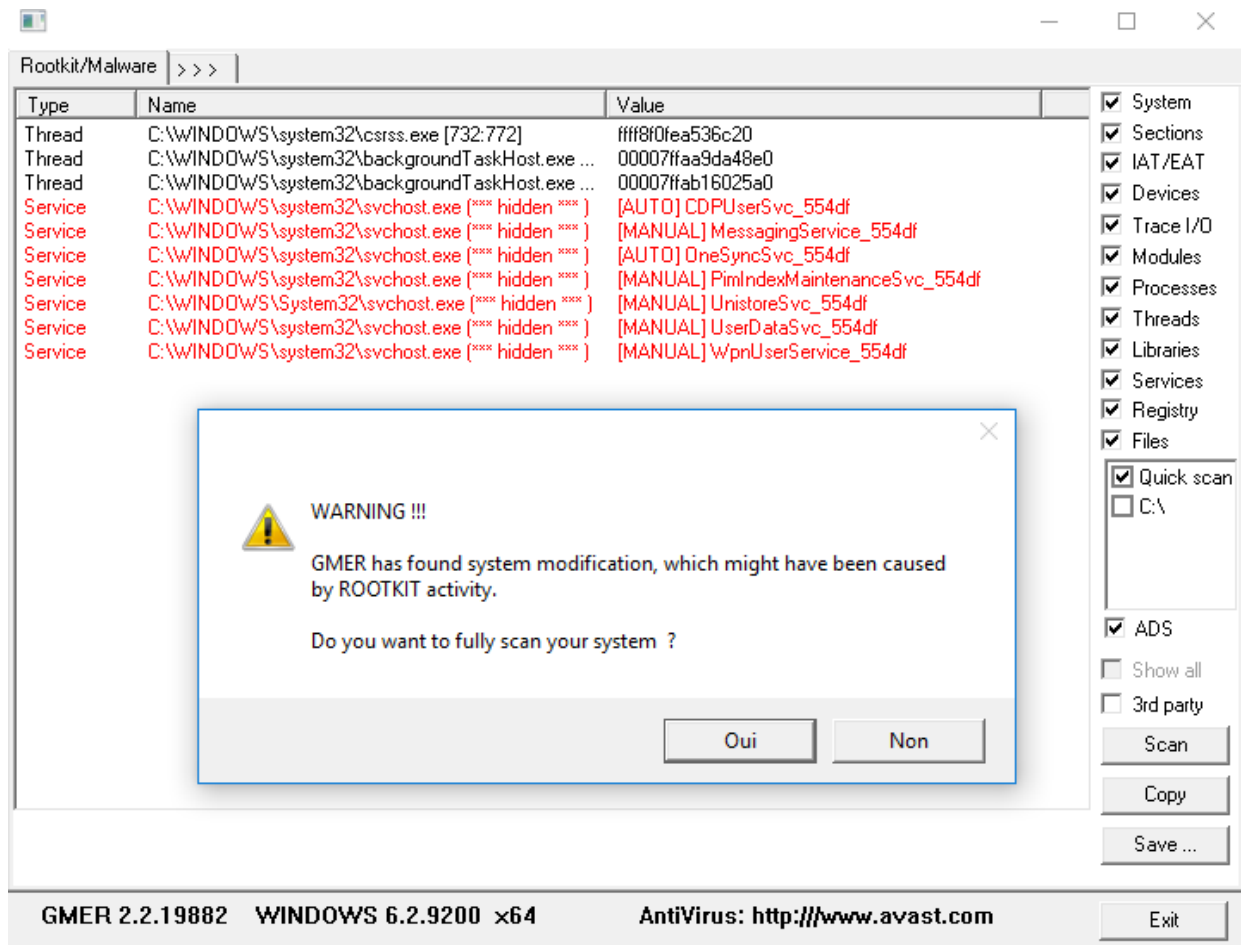 Rootkit/Malware > > >
Type Name Value
Thread C:\WINDOWS\system32\csrss.exe [732:772] ffff8f0fea536c20
Thread C:\WINDOWS\system32\backgroundTaskHost.exe ... 00007ffaa9da48e0
Thread C:\WINDOWS\system32\backgroundTaskHost.exe ... 00007ffab16025a0
Service C:\WINDOWS\system32\svchost.exe (*** hidden *** ) [AUTO] CDPUserSvc_554df
Service C:\WINDOWS\system32\svchost.exe (*** hidden *** ) [MANUAL] MessagingService_554df
Service C:\WINDOWS\system32\svchost.exe (*** hidden *** ) [AUTO] OneSyncSvc_554df
Service C:\WINDOWS\system32\svchost.exe (*** hidden *** ) [MANUAL] PimIndexMaintenanceSvc_554df
Service C:\WINDOWS\System32\svchost.exe (*** hidden *** ) [MANUAL] UnistoreSvc_554df
Service C:\WINDOWS\system32\svchost.exe (*** hidden *** ) [MANUAL] UserDataSvc_554df
Service C:\WINDOWS\system32\svchost.exe (*** hidden *** ) [MANUAL] WpnUserService_554df
WARNING !!!
GMER has found system modification, which might have been caused
by ROOTKIT activity.
Do you want to fully scan your system ?
Oui Non
System
Sections
IAT/EAT
Devices
Trace I/O
Modules
Processes
Threads
Libraries
Services
Registry
Files
Quick scan
C:\
ADS
Show all
3rd party
Scan
Copy
Save ...
GMER 2.2.19882 WINDOWS 6.2.9200 x64 AntiVirus: http:///www.avast.com
Exit